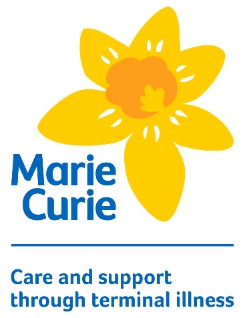 Marie
Curie
Care and support
through terminal illness